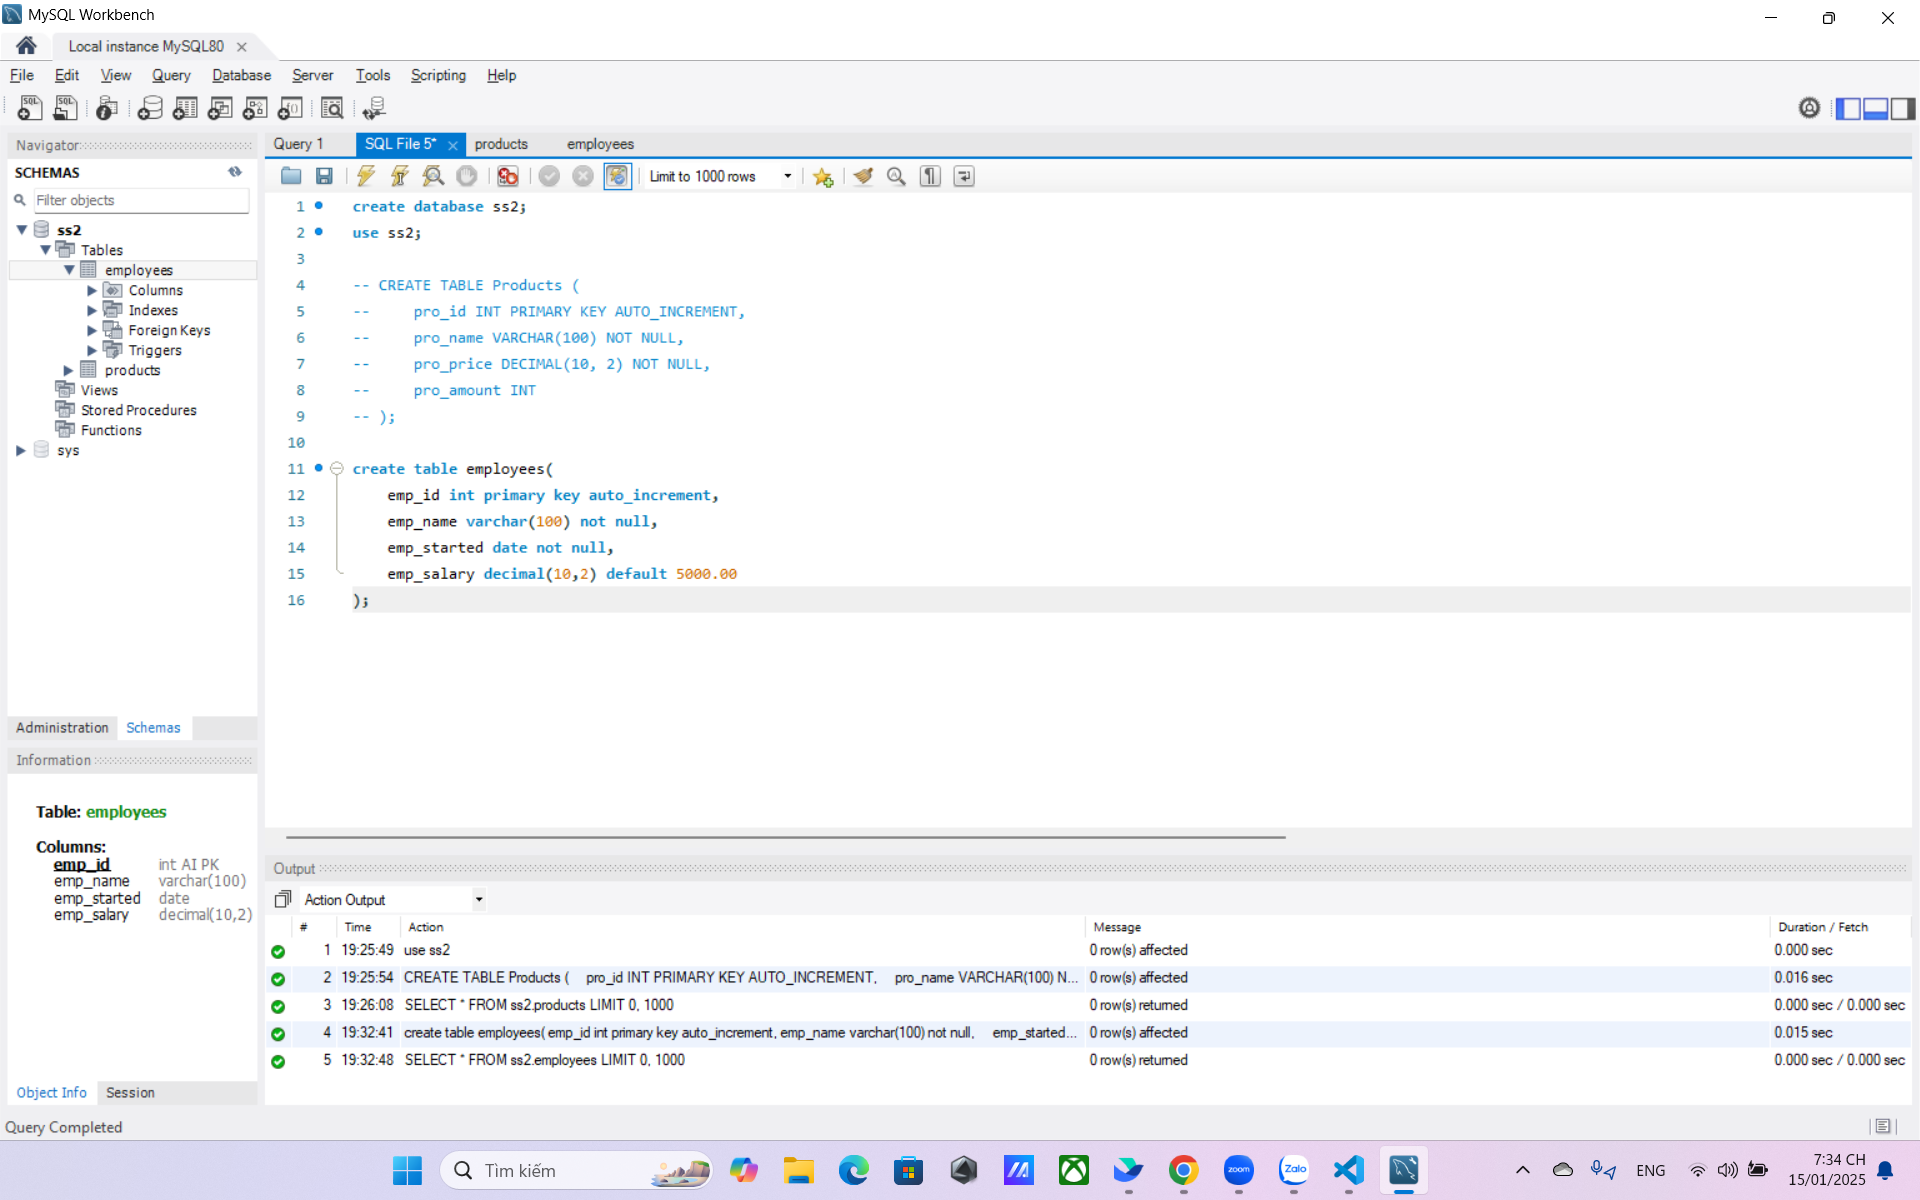 MySQL Workbench
Local instance MySQL80
File Edit View Query Database Server Tools Scripting Help
Navigator
SCHEMAS
Filter objects
ss2
Tables
employees
Columns
Indexes
Foreign Keys
Triggers
products
Views
Stored Procedures
Functions
sys
Administration Schemas
Information
Table: employees
Columns:
emp_id int AI PK
emp_name varchar(100)
emp_started date
emp_salary decimal(10,2)
Object Info Session
Query 1 SQL File 5* products employees
Limit to 1000 rows
1 create database ss2;
2 use ss2;
3
4 -- CREATE TABLE Products (
5 -- pro_id INT PRIMARY KEY AUTO_INCREMENT,
6 -- pro_name VARCHAR(100) NOT NULL,
7 -- pro_price DECIMAL(10, 2) NOT NULL,
8 -- pro_amount INT
9 -- );
10
11 create table employees(
12 emp_id int primary key auto_increment,
13 emp_name varchar(100) not null,
14 emp_started date not null,
15 emp_salary decimal(10,2) default 5000.00
16 );
Output
Action Output
# Time Action Message Duration / Fetch
1 19:25:49 use ss2 0 row(s) affected 0.000 sec
2 19:25:54 CREATE TABLE Products ( pro_id INT PRIMARY KEY AUTO_INCREMENT, pro_name VARCHAR(100) N... 0 row(s) affected 0.016 sec
3 19:26:08 SELECT * FROM ss2.products LIMIT 0, 1000 0 row(s) returned 0.000 sec / 0.000 sec
4 19:32:41 create table employees( emp_id int primary key auto_increment, emp_name varchar(100) not null, emp_started... 0 row(s) affected 0.015 sec
5 19:32:48 SELECT * FROM ss2.employees LIMIT 0, 1000 0 row(s) returned 0.000 sec / 0.000 sec
Query Completed
Tìm kiếm
zoom
Zalo
ENG
7:34 CH
15/01/2025